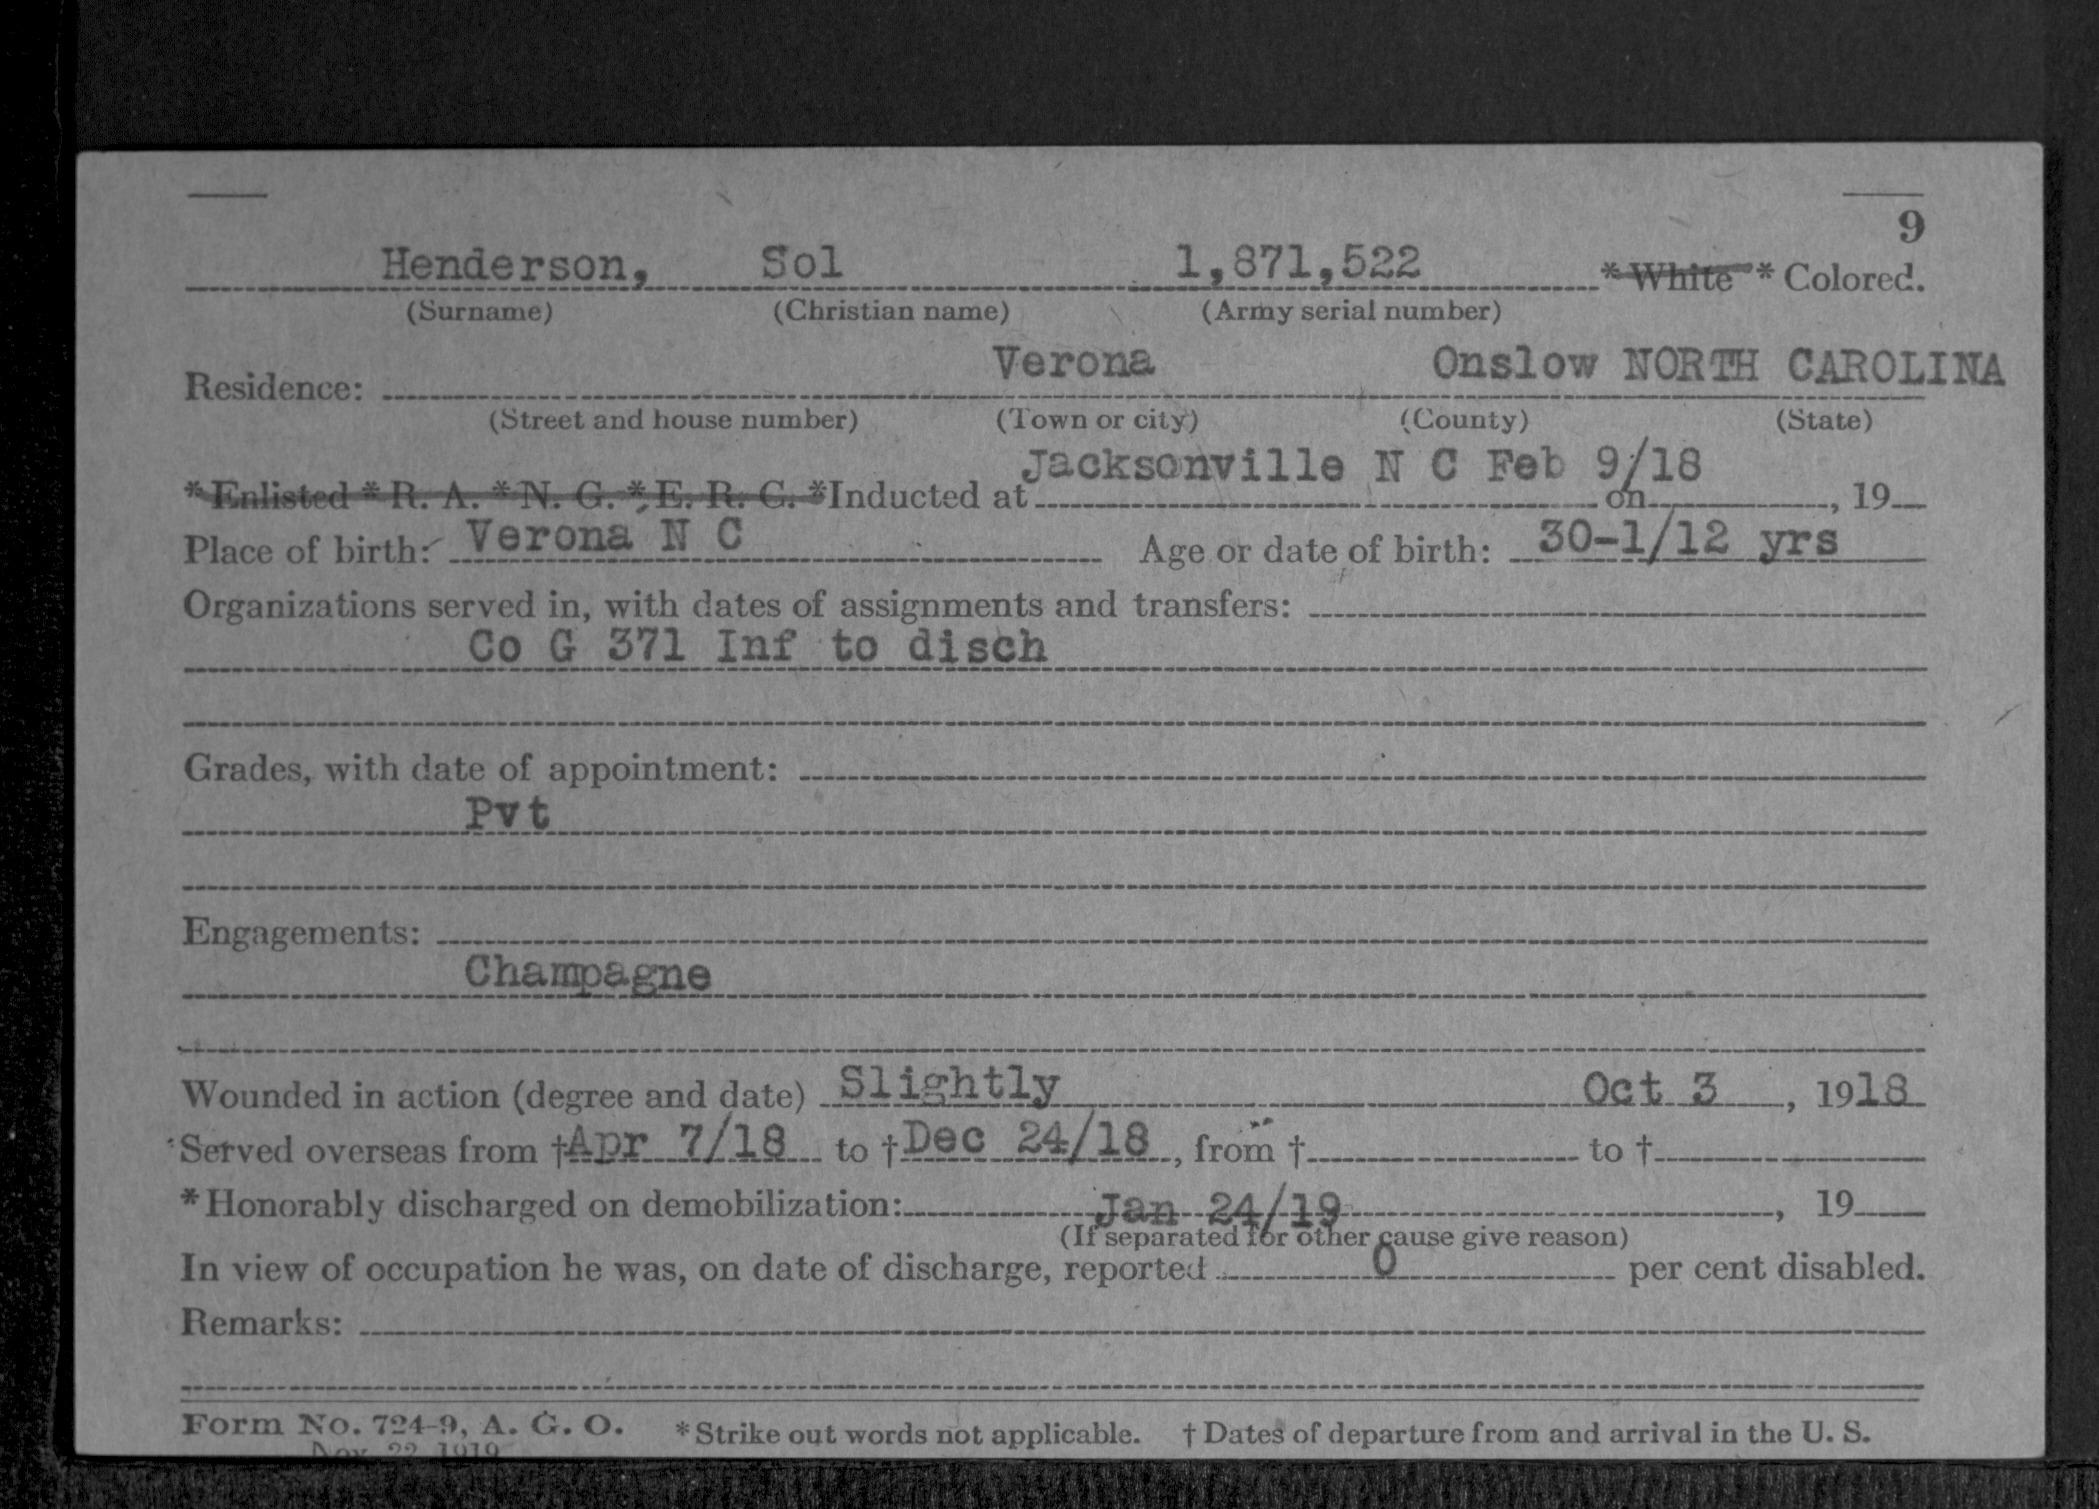 9
Henderson, Sol 1,871,522 *White * Colored.
(Surname) (Christian name) (Army serial number)
Residence: Verona Onslow NORTH CAROLINA
(Street and house number) (Town or city) (County) (State)
*Enlisted * R. A. * N. G. * E. R. C. *Inducted at Jacksonville N C Feb 9/18 on , 19
Place of birth: Verona N C Age or date of birth: 30-1/12 yrs
Organizations served in, with dates of assignments and transfers:
Co G 371 Inf to disch
Grades, with date of appointment:
Pvt
Engagements:
Champagne
Wounded in action (degree and date) Slightly Oct 3 , 1918
Served overseas from †Apr 7/18 to †Dec 24/18, from † to †
*Honorably discharged on demobilization: Jan 24/19 , 19
(If separated for other cause give reason)
In view of occupation he was, on date of discharge, reported 0 per cent disabled.
Remarks:
Form No. 724-9, A. G. O. *Strike out words not applicable. † Dates of departure from and arrival in the U. S.
Nov. 22, 1919